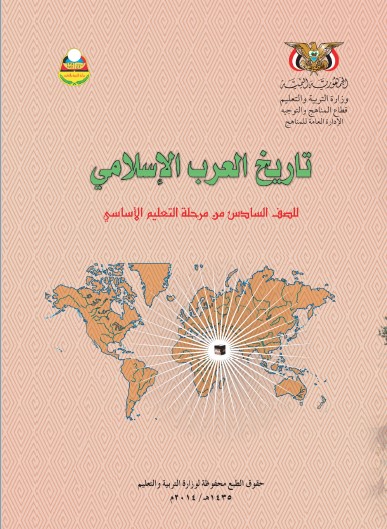 الجمهورية اليمنية
وزارة التربية والتعليم
قطاع المناهج والتوجيه
الإدارة العامة للمناهج
تاريخ العرب الإسلامي
للصف السادس من مرحلة التعليم الأساسي
حقوق الطبع محفوظة لوزارة التربية والتعليم
١٤٣٥هـ/ ٢٠١٤م